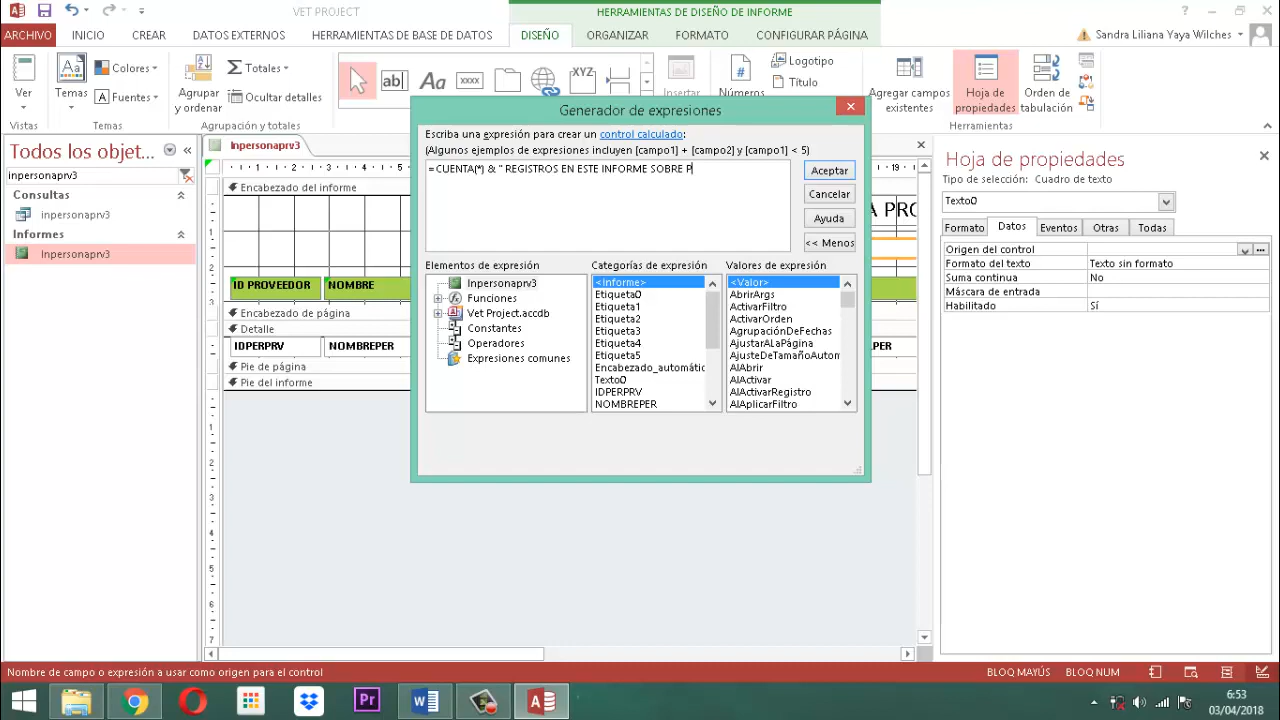 VET PROJECT
HERRAMIENTAS DE DISEÑO DE INFORME
ARCHIVO
INICIO
CREAR
DATOS EXTERNOS
HERRAMIENTAS DE BASE DE DATOS
DISEÑO
ORGANIZAR
FORMATO
CONFIGURAR PÁGINA
Sandra Liliana Yaya Wilches
Ver
Temas
Colores
Fuentes
Agrupar
y ordenar
Totales
Ocultar detalles
ab|
Aa
xxxx
XYZ
Insertar
Números
Logotipo
Título
Agregar campos
existentes
Hoja de
propiedades
Orden de
tabulación
Vistas
Temas
Agrupación y totales
Herramientas
Todos los objet...
inpersonaprv3
Consultas
inpersonaprv3
Informes
Inpersonaprv3
Inpersonaprv3
Encabezado del informe
A PRO
ID PROVEEDOR
NOMBRE
Encabezado de página
Detalle
IDPERPRV
NOMBREPER
PER
Pie de página
Pie del informe
Generador de expresiones
Escriba una expresión para crear un control calculado:
(Algunos ejemplos de expresiones incluyen [campo1] + [campo2] y [campo1] < 5)
=CUENTA(*) & " REGISTROS EN ESTE INFORME SOBRE P
Aceptar
Cancelar
Ayuda
<< Menos
Elementos de expresión
Inpersonaprv3
Funciones
Vet Project.accdb
Constantes
Operadores
Expresiones comunes
Categorías de expresión
<Informe>
Etiqueta0
Etiqueta1
Etiqueta2
Etiqueta3
Etiqueta4
Etiqueta5
Encabezado_automátic
Texto0
IDPERPRV
NOMBREPER
Valores de expresión
<Valor>
AbrirArgs
ActivarFiltro
ActivarOrden
AgrupaciónDeFechas
AjustarALaPágina
AjusteDeTamañoAutom
AlAbrir
AlActivar
AlActivarRegistro
AlAplicarFiltro
Hoja de propiedades
Tipo de selección: Cuadro de texto
Texto0
Formato
Datos
Eventos
Otras
Todas
Origen del control
Formato del texto
Texto sin formato
Suma continua
No
Máscara de entrada
Habilitado
Sí
Nombre de campo o expresión a usar como origen para el control
BLOQ MAYÚS
BLOQ NUM
Pr
6:53
03/04/2018